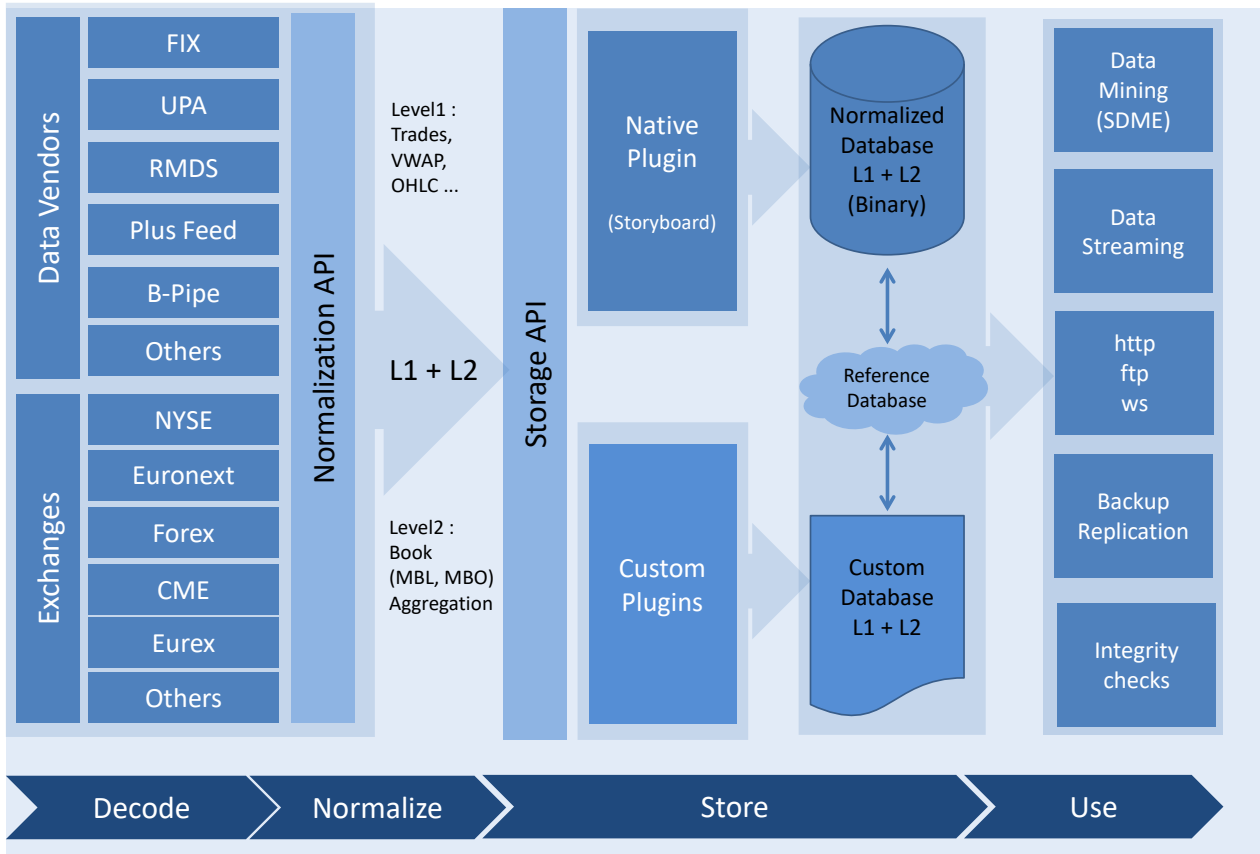 Data Vendors
FIX
UPA
RMDS
Plus Feed
B-Pipe
Others
Exchanges
NYSE
Euronext
Forex
CME
Eurex
Others
Normalization API
Level1 :
Trades,
VWAP,
OHLC ...
L1 + L2
Level2 :
Book
(MBL, MBO)
Aggregation
Storage API
Native
Plugin
(Storyboard)
Custom
Plugins
Normalized
Database
L1 + L2
(Binary)
Reference
Database
Custom
Database
L1 + L2
Data
Mining
(SDME)
Data
Streaming
http
ftp
ws
Backup
Replication
Integrity
checks
Decode
Normalize
Store
Use